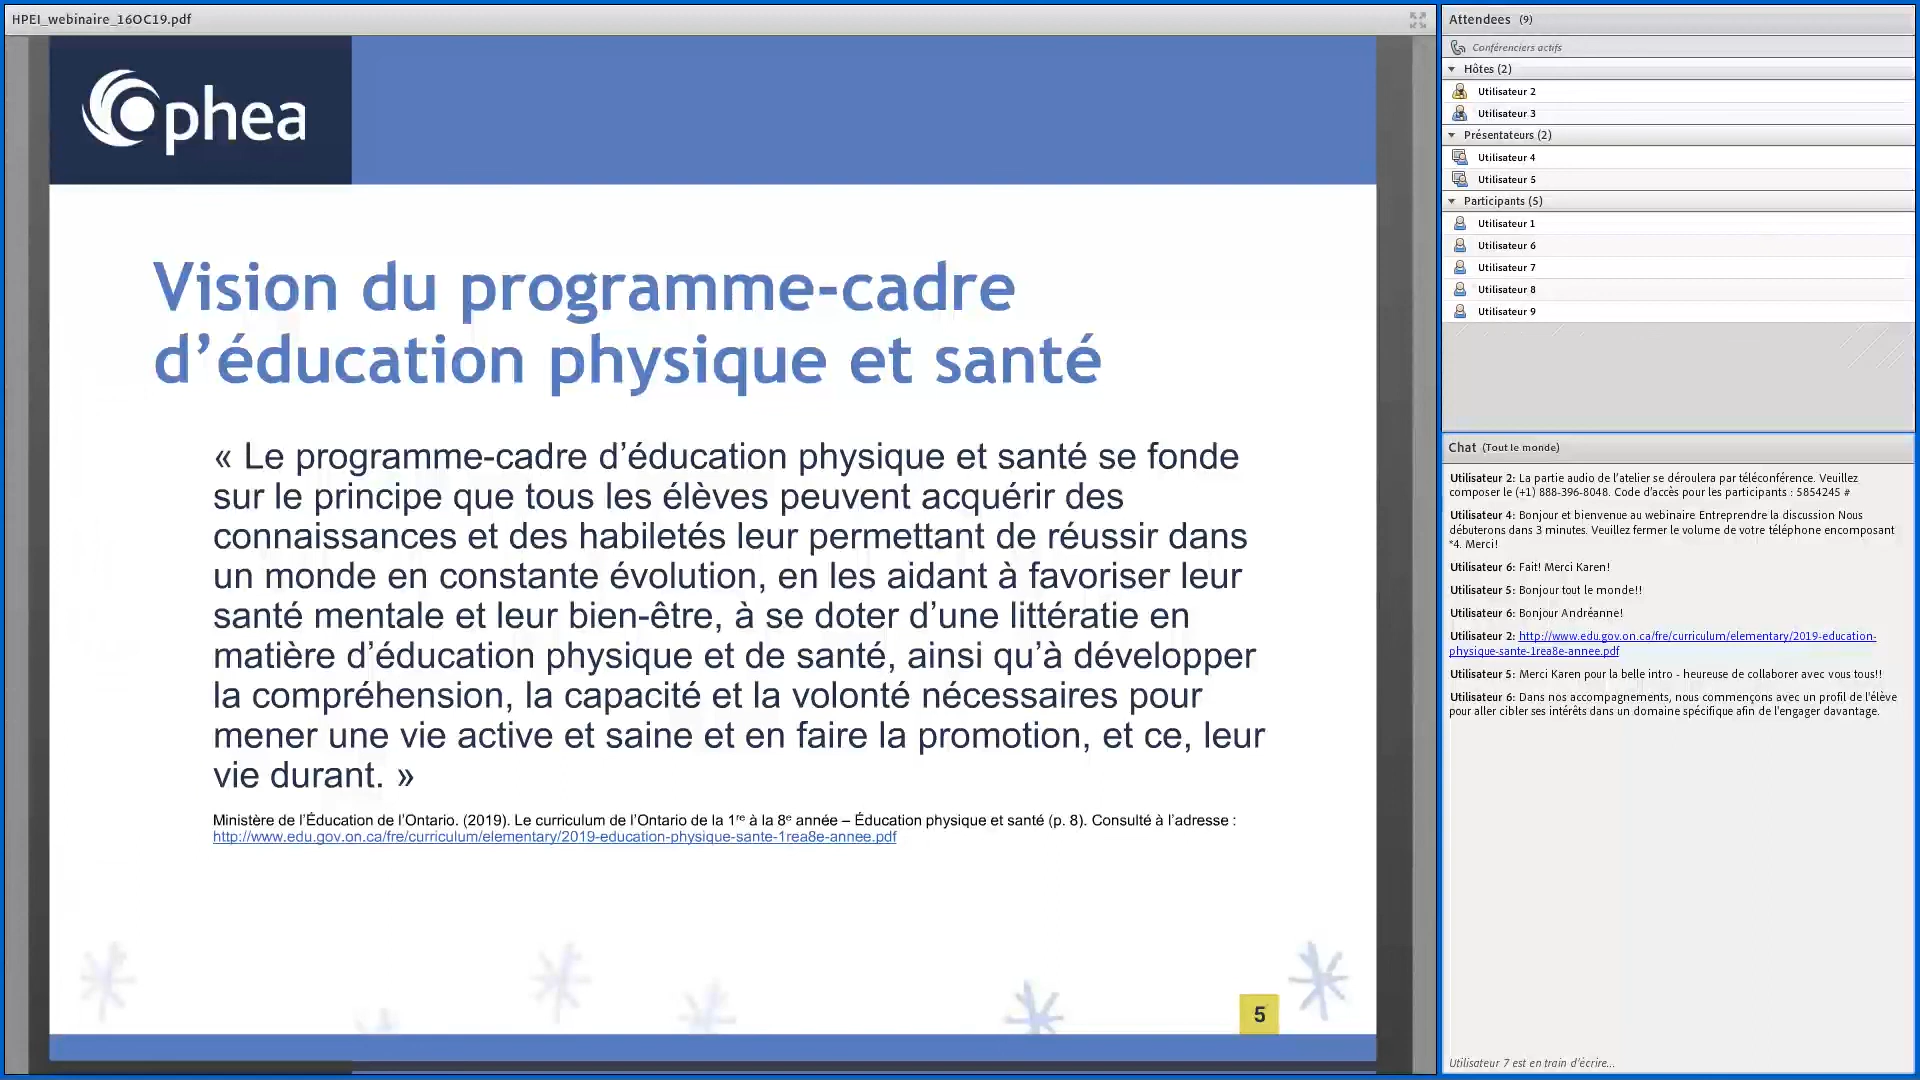 HPEI_webinaire_16OC19.pdf
Ophea
Vision du programme-cadre
d’éducation physique et santé
« Le programme-cadre d’éducation physique et santé se fonde
sur le principe que tous les élèves peuvent acquérir des
connaissances et des habiletés leur permettant de réussir dans
un monde en constante évolution, en les aidant à favoriser leur
santé mentale et leur bien-être, à se doter d’une littératie en
matière d’éducation physique et de santé, ainsi qu’à développer
la compréhension, la capacité et la volonté nécessaires pour
mener une vie active et saine et en faire la promotion, et ce, leur
vie durant. »
Ministère de l’Éducation de l’Ontario. (2019). Le curriculum de l’Ontario de la 1re à la 8e année – Éducation physique et santé (p. 8). Consulté à l’adresse :
http://www.edu.gov.on.ca/fre/curriculum/elementary/2019-education-physique-sante-1rea8e-annee.pdf
5
Attendees (9)
Conférenciers actifs
Hôtes (2)
Utilisateur 2
Utilisateur 3
Présentateurs (2)
Utilisateur 4
Utilisateur 5
Participants (5)
Utilisateur 1
Utilisateur 6
Utilisateur 7
Utilisateur 8
Utilisateur 9
Chat (Tout le monde)
Utilisateur 2: La partie audio de l’atelier se déroulera par téléconférence. Veuillez
composer le (+1) 888-396-8048. Code d’accès pour les participants : 5854245 #
Utilisateur 4: Bonjour et bienvenue au webinaire Entreprendre la discussion Nous
débuterons dans 3 minutes. Veuillez fermer le volume de votre téléphone encomposant
*4. Merci!
Utilisateur 6: Fait! Merci Karen!
Utilisateur 5: Bonjour tout le monde!!
Utilisateur 6: Bonjour Andréanne!
Utilisateur 2: http://www.edu.gov.on.ca/fre/curriculum/elementary/2019-education-
physique-sante-1rea8e-annee.pdf
Utilisateur 5: Merci Karen pour la belle intro - heureuse de collaborer avec vous tous!!
Utilisateur 6: Dans nos accompagnements, nous commençons avec un profil de l'élève
pour aller cibler ses intérêts dans un domaine spécifique afin de l'engager davantage.
Utilisateur 7 est en train d'écrire...